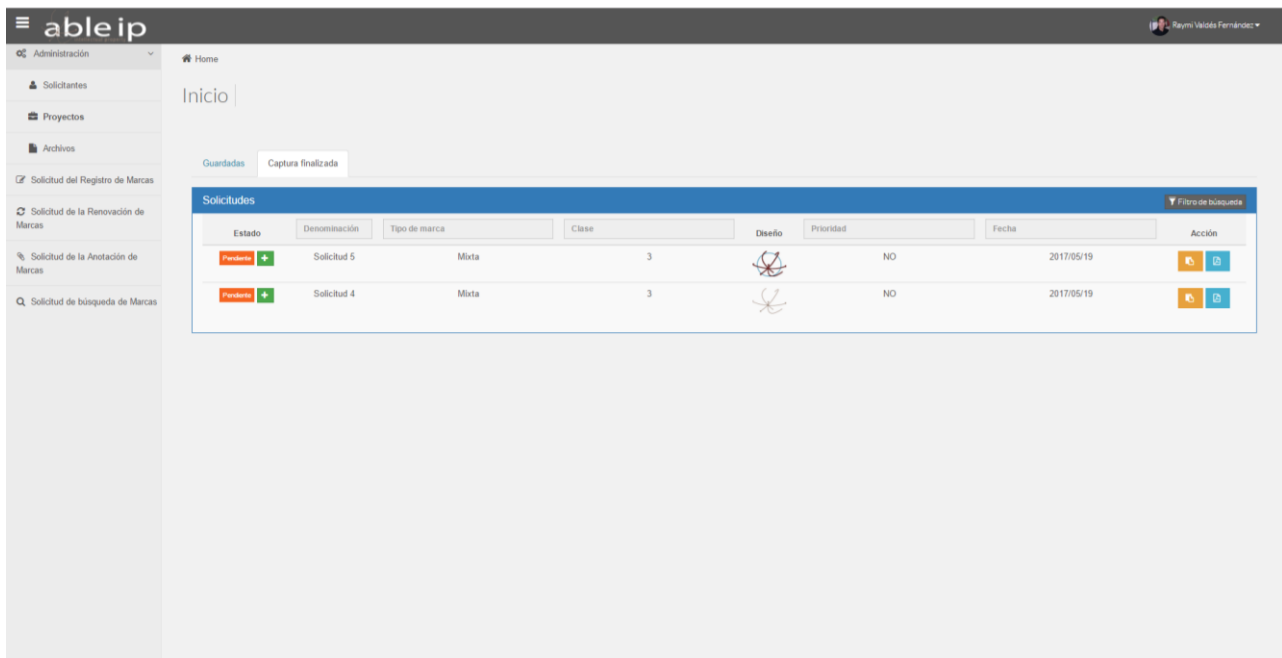 able ip
Raymi Valdés Fernández
Administración
Solicitantes
Proyectos
Archivos
Solicitud del Registro de Marcas
Solicitud de la Renovación de
Marcas
Solicitud de la Anotación de
Marcas
Solicitud de búsqueda de Marcas
Home
Inicio
Guardadas Captura finalizada
Solicitudes Filtro de búsqueda
Estado Denominación Tipo de marca Clase Diseño Prioridad Fecha Acción
Pendiente Solicitud 5 Mixta 3 NO 2017/05/19
Pendiente Solicitud 4 Mixta 3 NO 2017/05/19